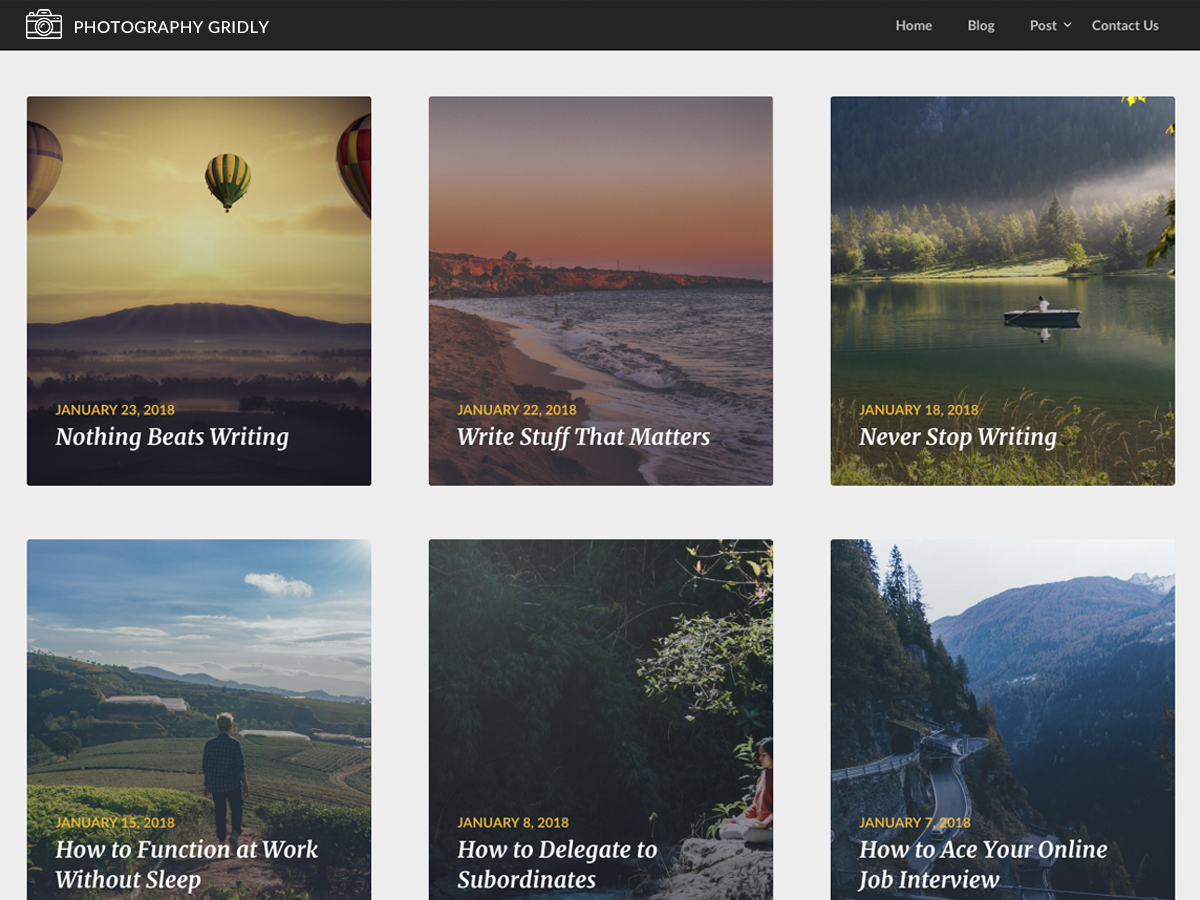 PHOTOGRAPHY GRIDLY
Home Blog Post Contact Us
JANUARY 23, 2018
Nothing Beats Writing
JANUARY 22, 2018
Write Stuff That Matters
JANUARY 18, 2018
Never Stop Writing
JANUARY 15, 2018
How to Function at Work
Without Sleep
JANUARY 8, 2018
How to Delegate to
Subordinates
JANUARY 7, 2018
How to Ace Your Online
Job Interview